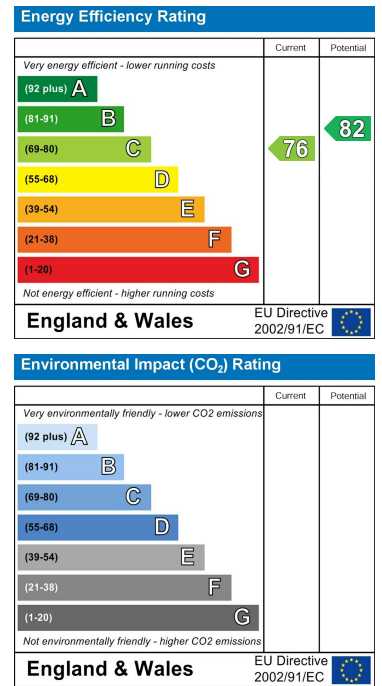 Energy Efficiency Rating
Current Potential
Very energy efficient - lower running costs
(92 plus) A
(81-91) B
(69-80) C
(55-68) D
(39-54) E
(21-38) F
(1-20) G
76
82
Not energy efficient - higher running costs
England & Wales
EU Directive
2002/91/EC
Environmental Impact (CO₂) Rating
Current Potential
Very environmentally friendly - lower CO2 emissions
(92 plus) A
(81-91) B
(69-80) C
(55-68) D
(39-54) E
(21-38) F
(1-20) G
Not environmentally friendly - higher CO2 emissions
England & Wales
EU Directive
2002/91/EC